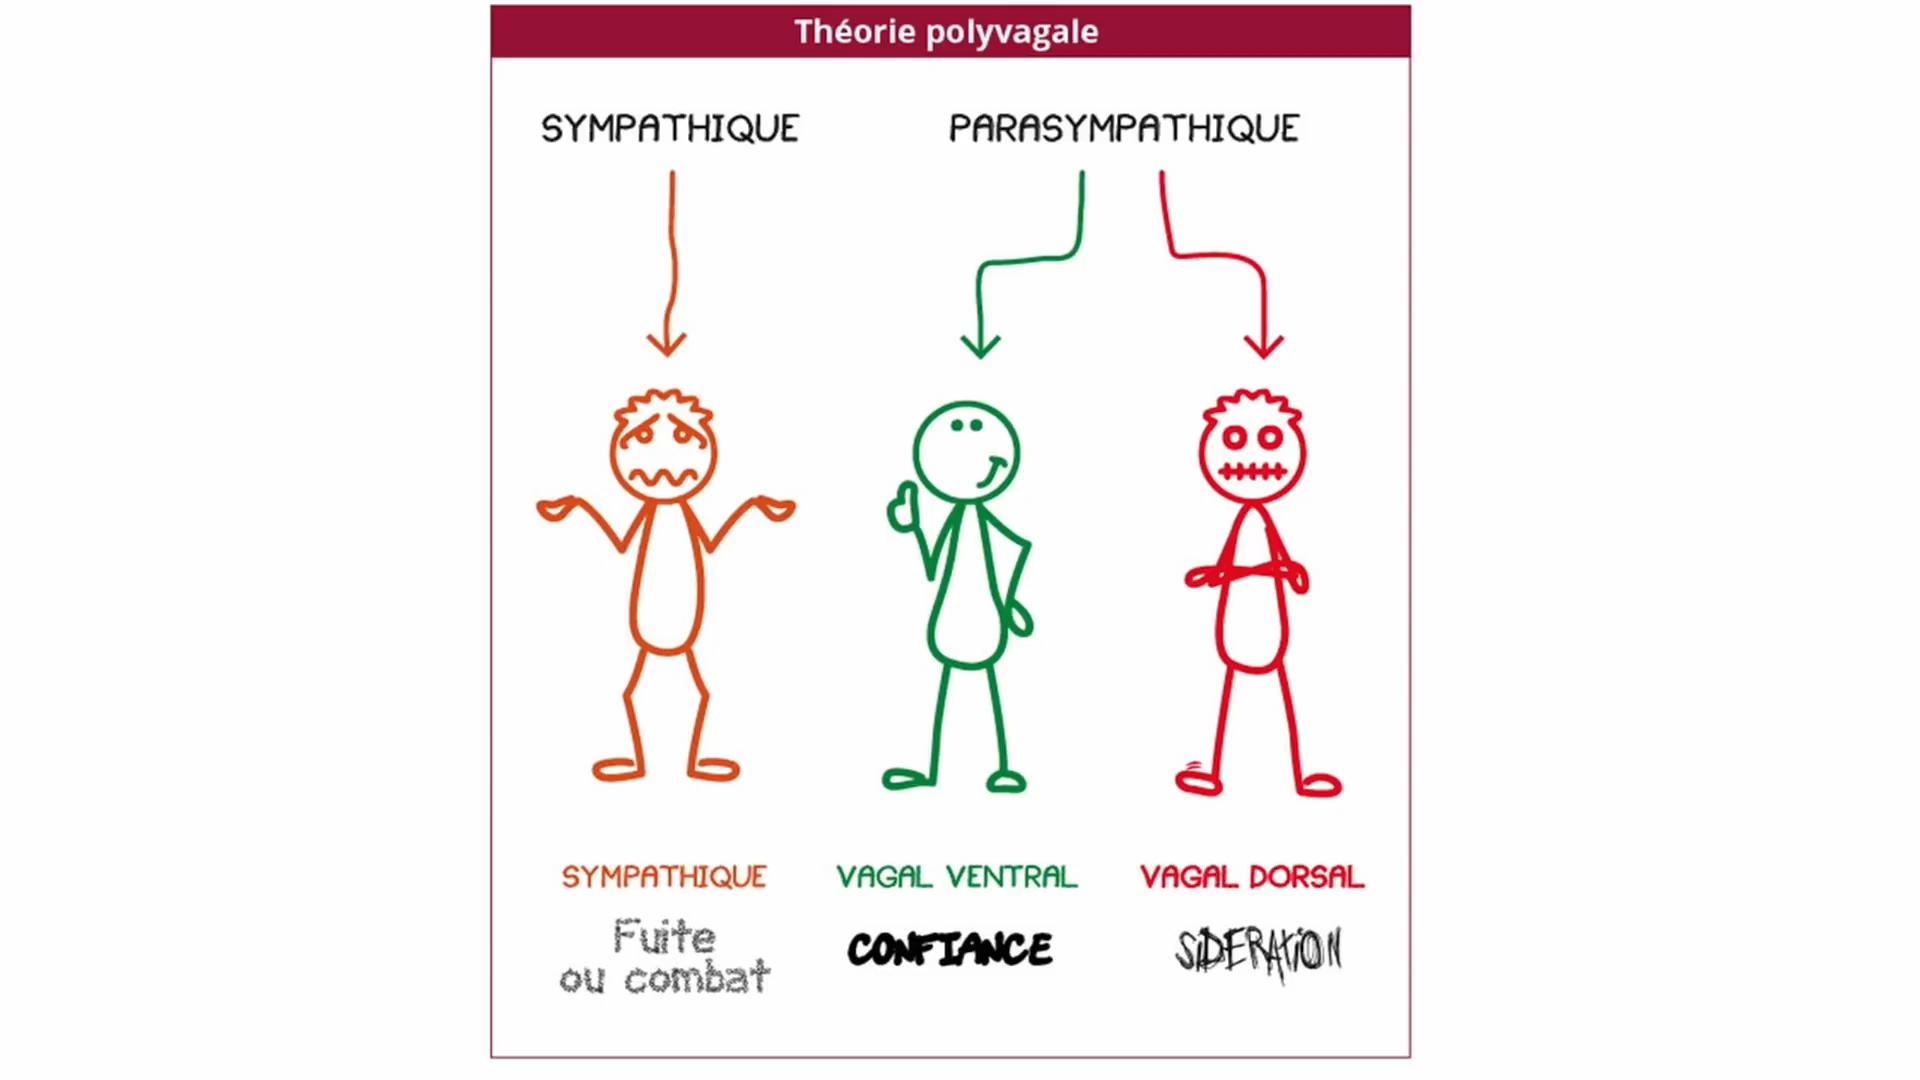 Théorie polyvagale
SYMPATHIQUE
PARASYMPATHIQUE
SYMPATHIQUE
VAGAL VENTRAL
VAGAL DORSAL
Fuite
ou combat
CONFIANCE
SiDERATiON